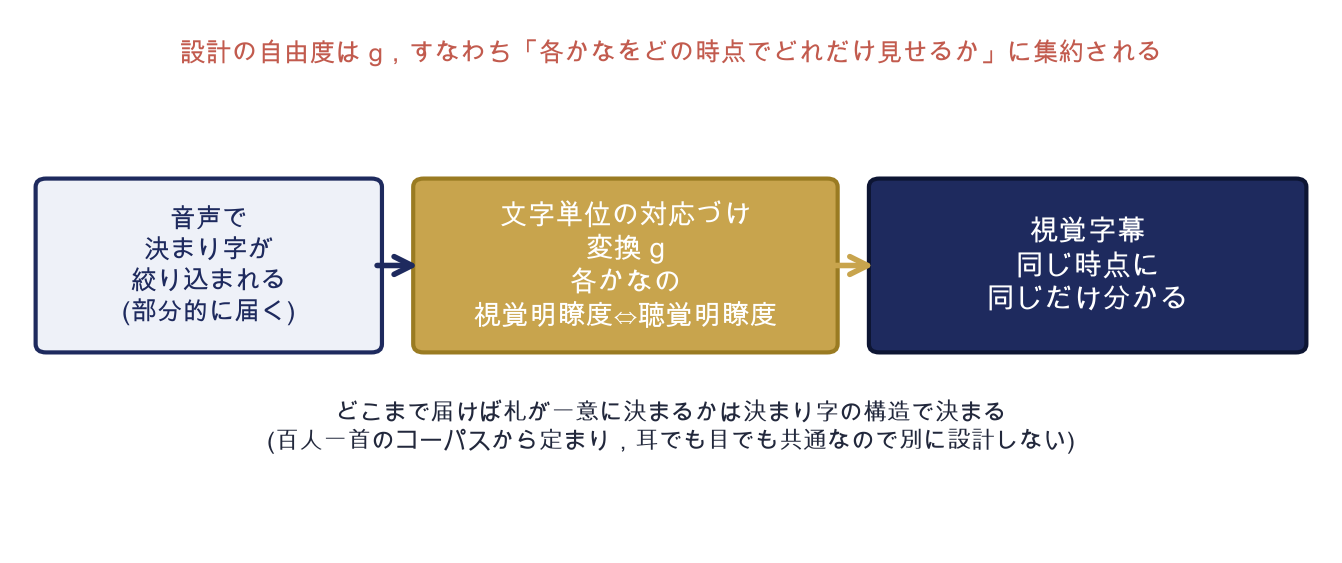 設計の自由度は g , すなわち「各かなをどの時点でどれだけ見せるか」に集約される
音声で
決まり字が
絞り込まれる
(部分的に届く)
文字単位の対応づけ
変換 g
各かなの
視覚明瞭度⇔聴覚明瞭度
視覚字幕
同じ時点に
同じだけ分かる
どこまで届けば札が一意に決まるかは決まり字の構造で決まる
(百人一首のコーパスから定まり , 耳でも目でも共通なので別に設計しない)